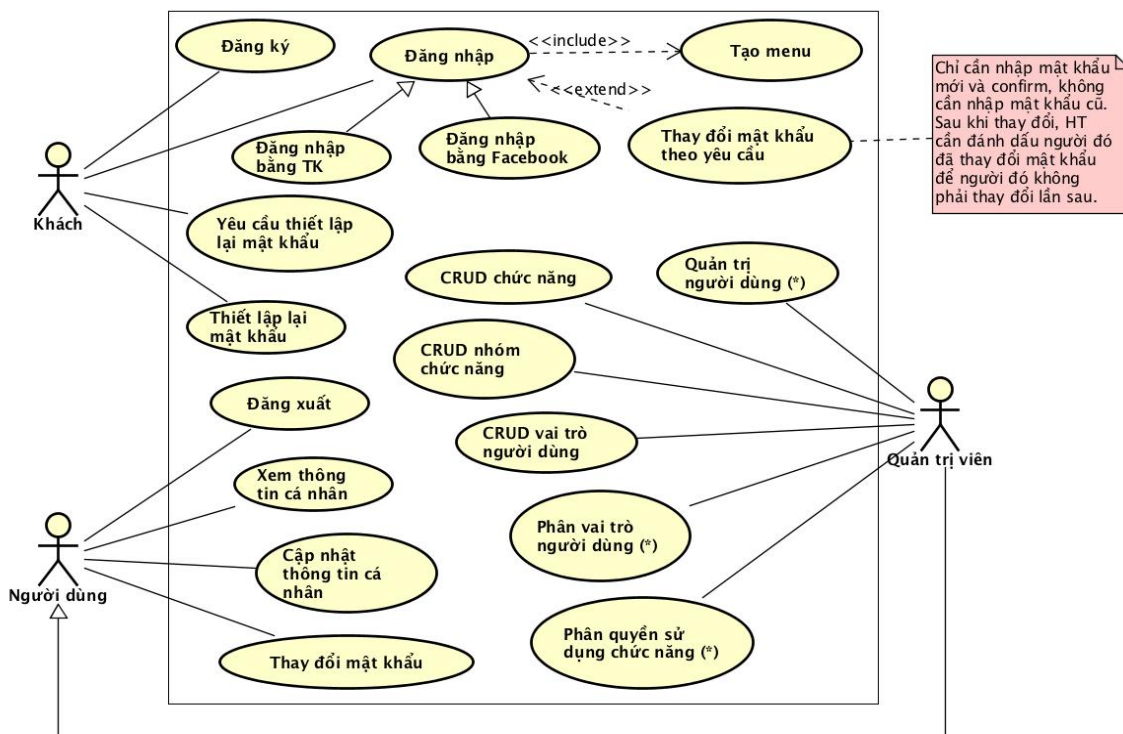 Đăng ký
Đăng nhập
<<include>>
Tạo menu
<<extend>>
Chỉ cần nhập mật khẩu
mới và confirm, không
cần nhập mật khẩu cũ.
Sau khi thay đổi, HT
cần đánh dấu người đó
đã thay đổi mật khẩu
để người đó không
phải thay đổi lần sau.
Đăng nhập
bằng TK
Đăng nhập
bằng Facebook
Thay đổi mật khẩu
theo yêu cầu
Khách
Yêu cầu thiết lập
lại mật khẩu
Thiết lập lại
mật khẩu
CRUD chức năng
Quản trị
người dùng (*)
CRUD nhóm
chức năng
Đăng xuất
CRUD vai trò
người dùng
Quản trị viên
Xem thông
tin cá nhân
Phân vai trò
người dùng (*)
Cập nhật
thông tin cá
nhân
Người dùng
Phân quyền sử
dụng chức năng (*)
Thay đổi mật khẩu